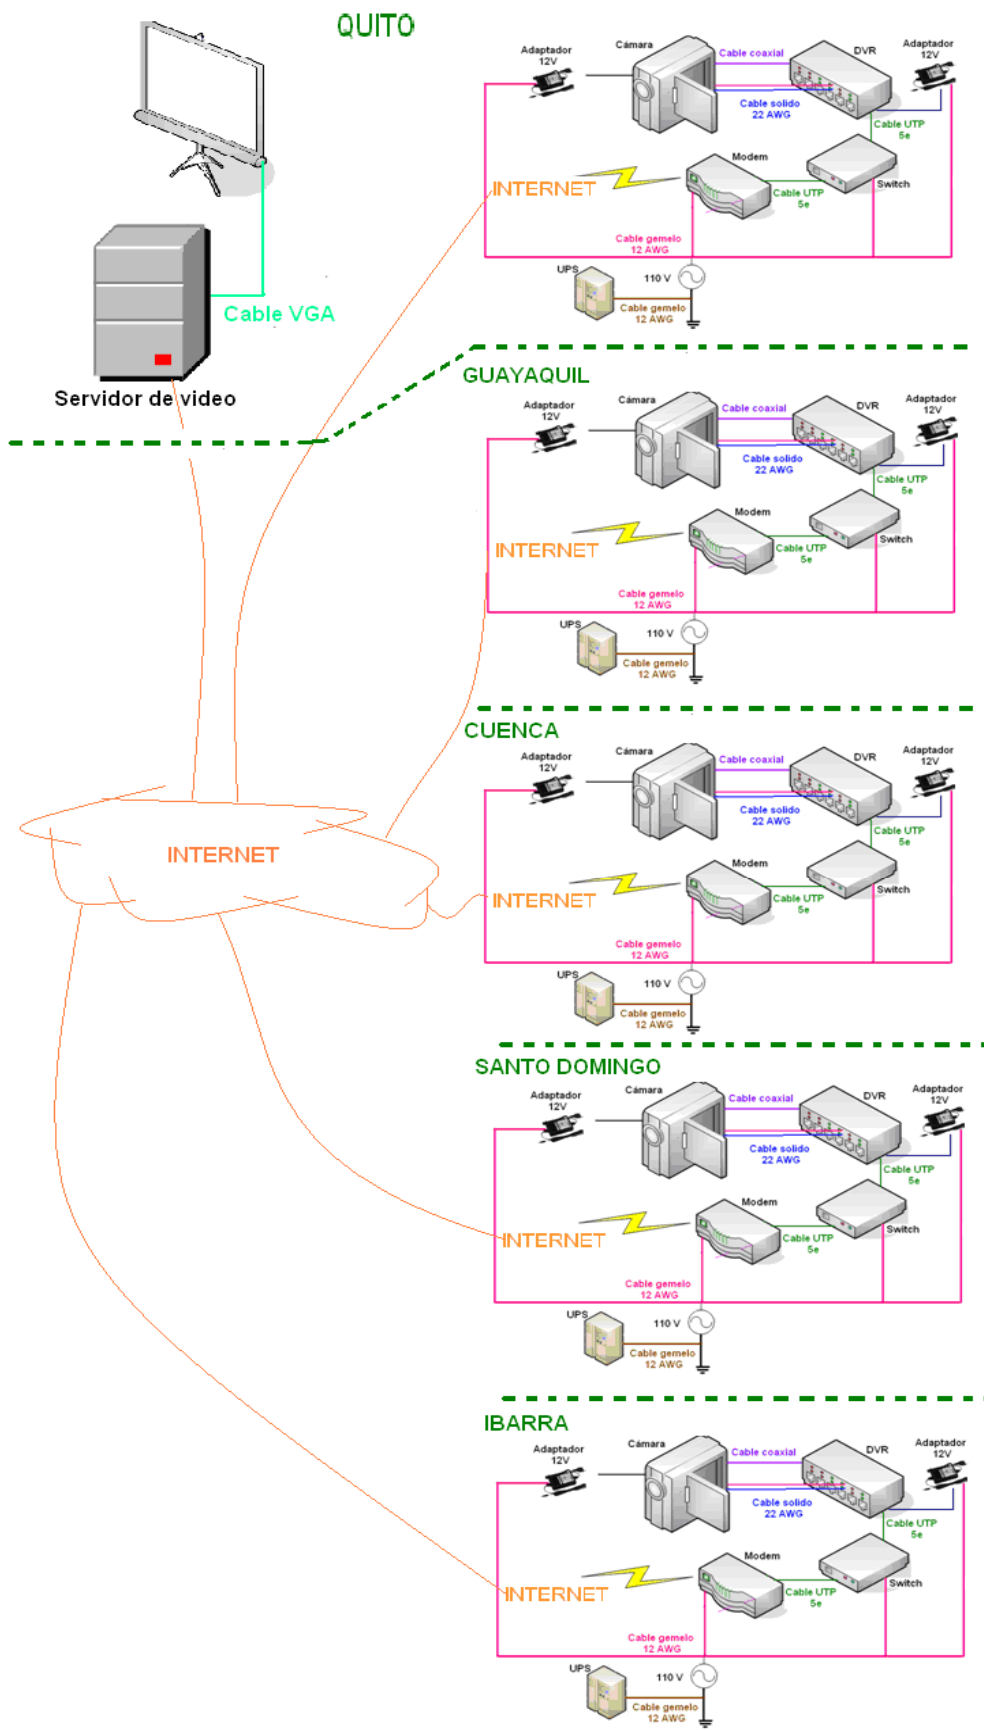 QUITO
Cable VGA
Servidor de video
Adaptador
12V
Cámara
Cable coaxial
DVR
Adaptador
12V
Cable solido
22 AWG
Cable UTP
5e
INTERNET
Modem
Cable UTP
5e
Switch
Cable gemelo
12 AWG
UPS
110 V
Cable gemelo
12 AWG
GUAYAQUIL
Adaptador
12V
Cámara
Cable coaxial
DVR
Adaptador
12V
Cable solido
22 AWG
Cable UTP
5e
INTERNET
Modem
Cable UTP
5e
Switch
Cable gemelo
12 AWG
UPS
110 V
Cable gemelo
12 AWG
CUENCA
Adaptador
12V
Cámara
Cable coaxial
DVR
Adaptador
12V
Cable solido
22 AWG
Cable UTP
5e
INTERNET
INTERNET
Modem
Cable UTP
5e
Switch
Cable gemelo
12 AWG
UPS
110 V
Cable gemelo
12 AWG
SANTO DOMINGO
Adaptador
12V
Cámara
Cable coaxial
DVR
Adaptador
12V
Cable solido
22 AWG
Cable UTP
5e
INTERNET
Modem
Cable UTP
5e
Switch
Cable gemelo
12 AWG
UPS
110 V
Cable gemelo
12 AWG
IBARRA
Adaptador
12V
Cámara
Cable coaxial
DVR
Adaptador
12V
Cable solido
22 AWG
Cable UTP
5e
INTERNET
Modem
Cable UTP
5e
Switch
Cable gemelo
12 AWG
UPS
110 V
Cable gemelo
12 AWG